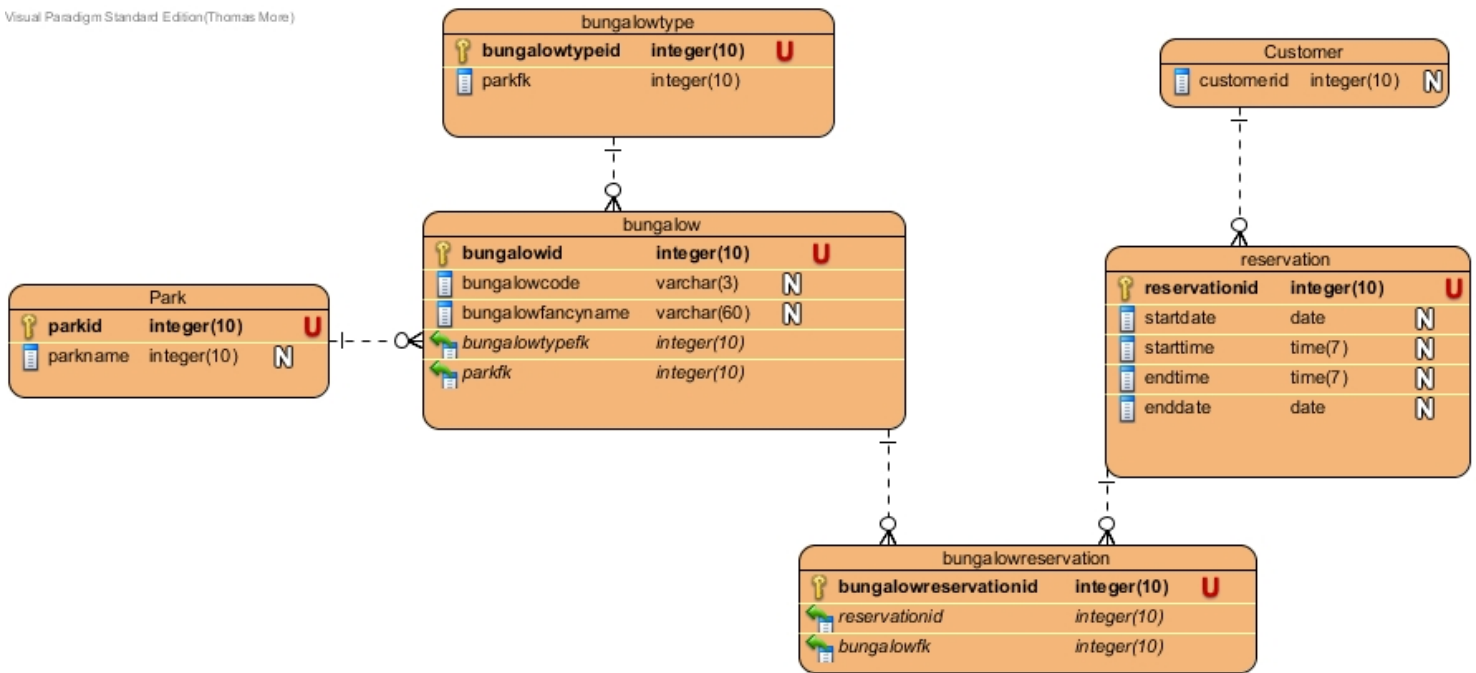 Visual Paradigm Standard Edition(Thomas More)
bungalowtype
bungalowtypeid integer(10) U
parkfk integer(10)
Customer
customerid integer(10) N
bungalow
bungalowid integer(10) U
bungalowcode varchar(3) N
bungalowfancyname varchar(60) N
bungalowtypefk integer(10)
parkfk integer(10)
Park
parkid integer(10) U
parkname integer(10) N
reservation
reservationid integer(10) U
startdate date N
starttime time(7) N
endtime time(7) N
enddate date N
bungalowreservation
bungalowreservationid integer(10) U
reservationid integer(10)
bungalowfk integer(10)